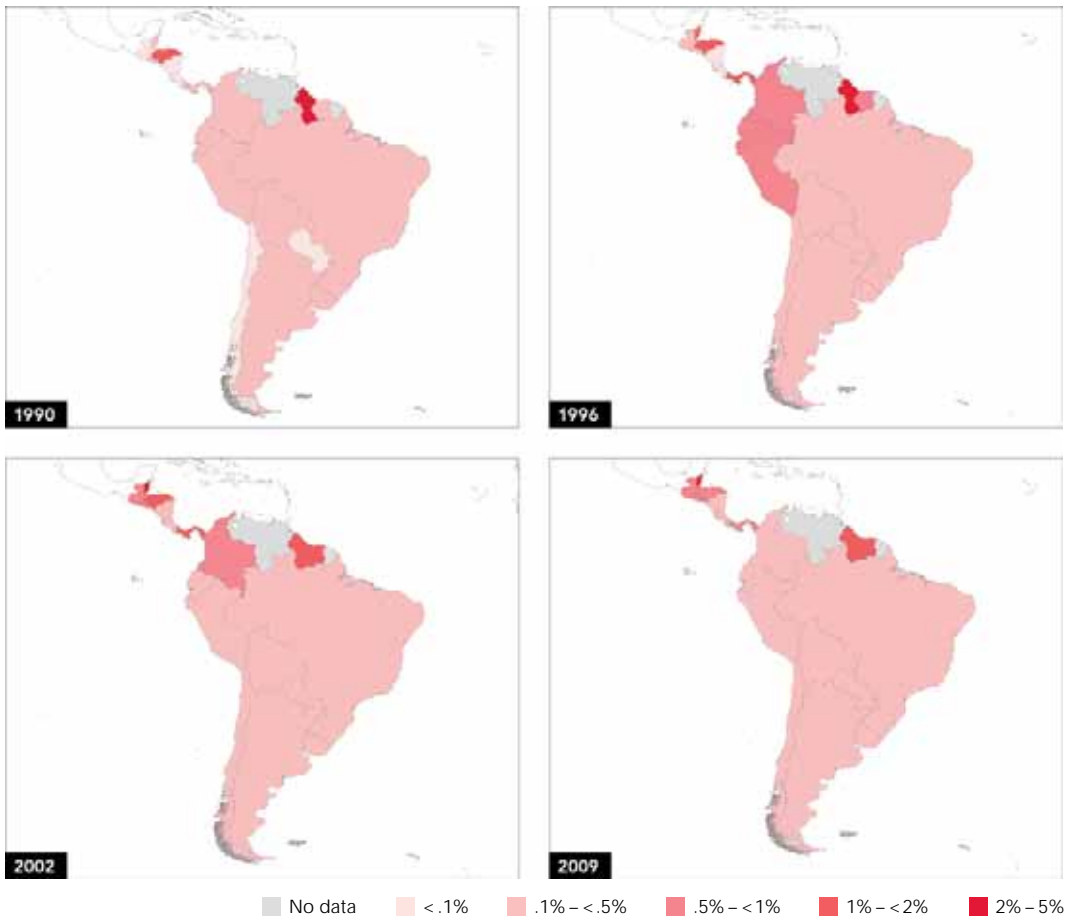 1990
1996
2002
2009
No data < .1% .1% – < .5% .5% – <1% 1% – <2% 2% – 5%